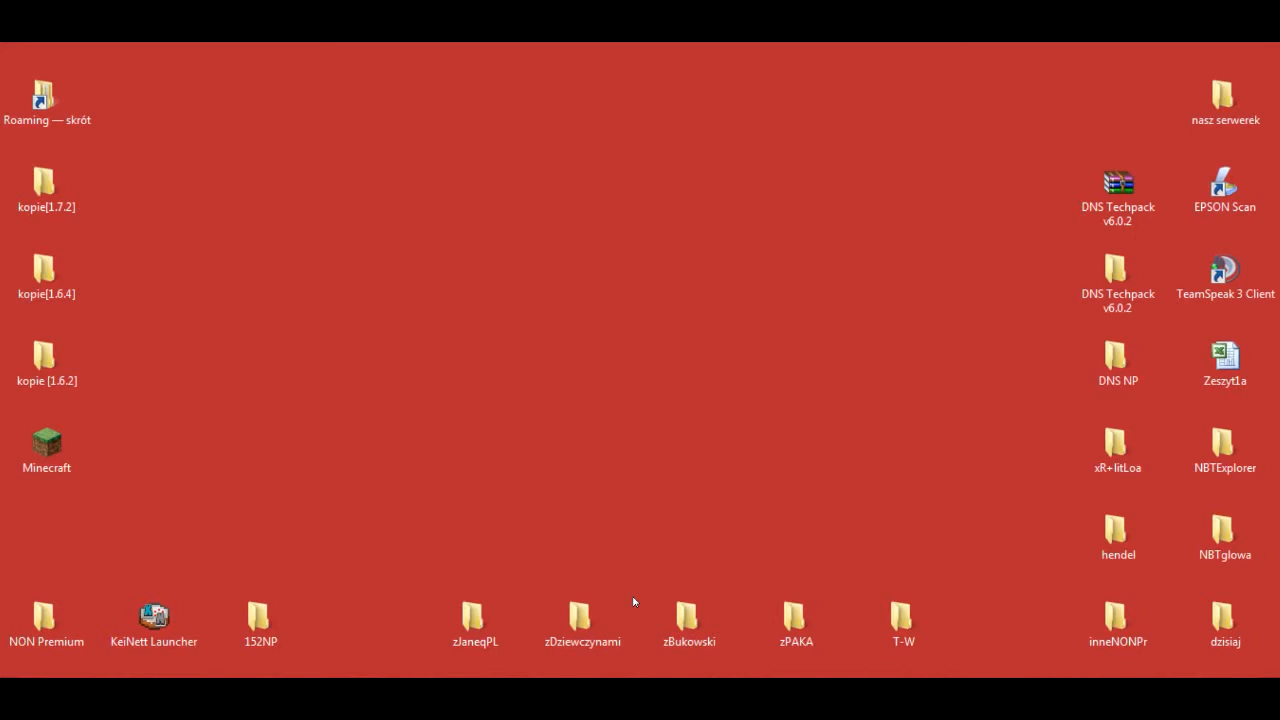 Roaming — skrót
nasz serwerek
kopie[1.7.2]
DNS Techpack
v6.0.2
EPSON Scan
kopie[1.6.4]
DNS Techpack
v6.0.2
TeamSpeak 3 Client
kopie [1.6.2]
DNS NP
Zeszyt1a
Minecraft
xR+litLoa
NBTExplorer
hendel
NBTglowa
NON Premium
KeiNett Launcher
152NP
zJaneqPL
zDziewczynami
zBukowski
zPAKA
T-W
inneNONPr
dzisiaj